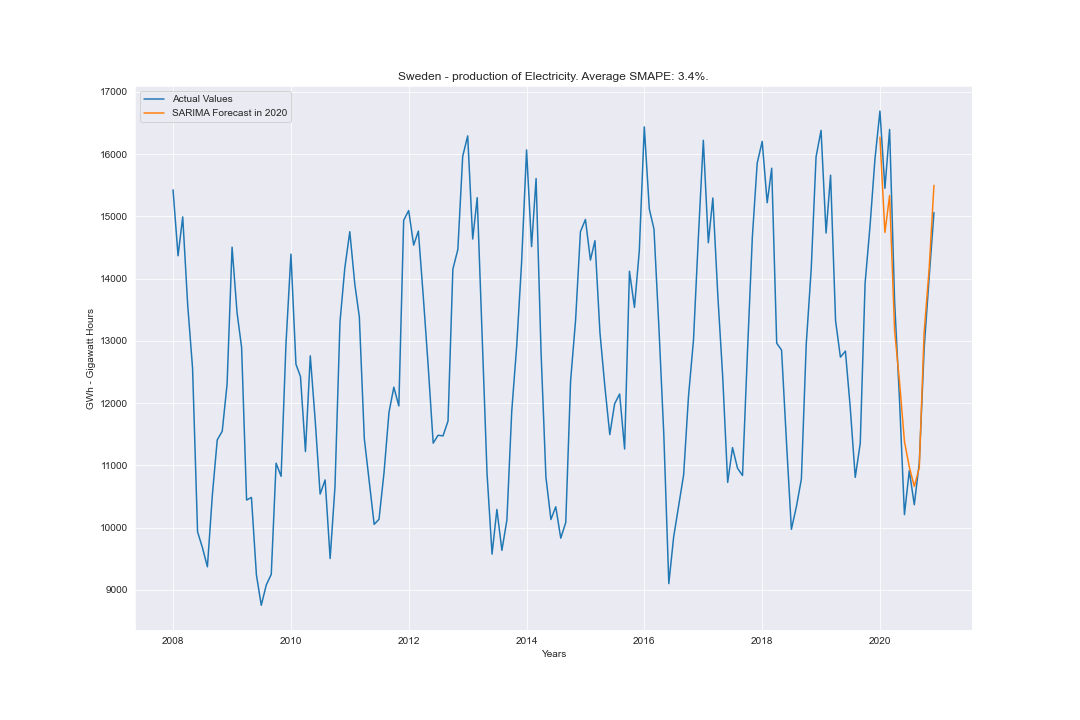 Sweden - production of Electricity. Average SMAPE: 3.4%.
Actual Values
SARIMA Forecast in 2020
17000
16000
15000
14000
13000
12000
11000
10000
9000
GWh - Gigawatt Hours
2008 2010 2012 2014 2016 2018 2020
Years